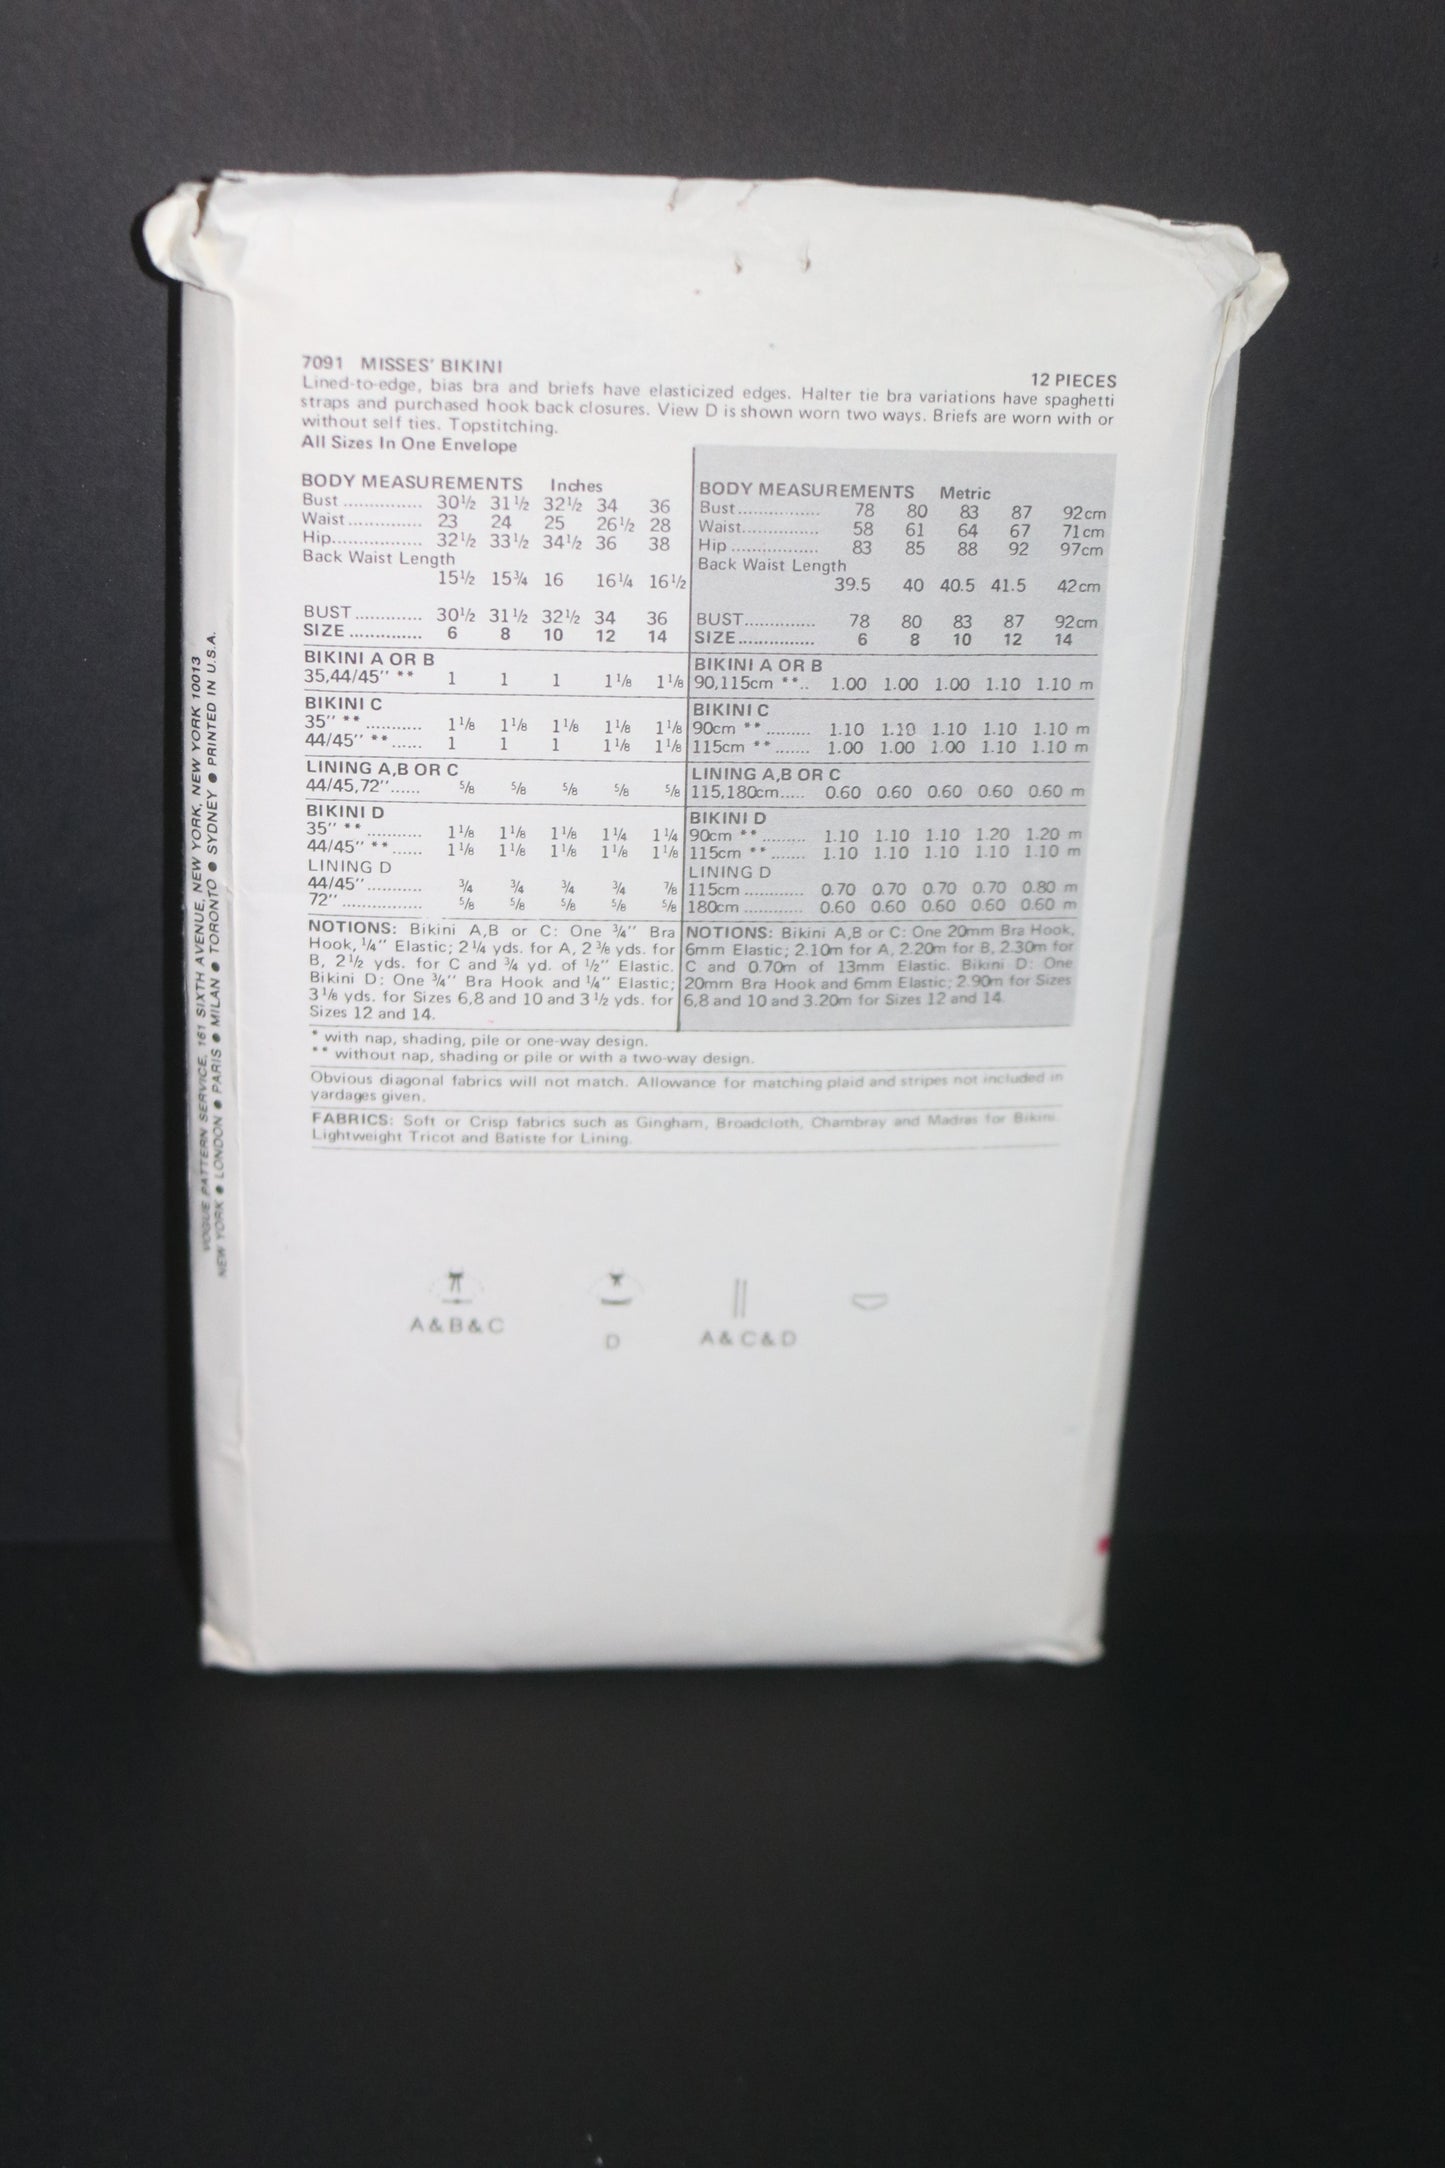 7091 MISSES' BIKINI
12 PIECES
Lined-to-edge, bias bra and briefs have elasticized edges. Halter tie bra variations have spaghetti
straps and purchased hook back closures. View D is shown worn two ways. Briefs are worn with or
without self ties. Topstitching.
All Sizes In One Envelope
BODY MEASUREMENTS Inches
Bust ............... 30½ 31½ 32½ 34 36
Waist .............. 23 24 25 26½ 28
Hip................. 32½ 33½ 34½ 36 38
Back Waist Length
15½ 15¾ 16 16¼ 16½
BUST ............. 30½ 31½ 32½ 34 36
SIZE .............. 6 8 10 12 14
BIKINI A OR B
35,44/45'' ** 1 1 1 1⅛ 1⅛
BIKINI C
35'' ** ........... 1⅛ 1⅛ 1⅛ 1⅛ 1⅛
44/45'' ** ...... 1 1 1 1⅛ 1⅛
LINING A,B OR C
44/45,72''...... ⅝ ⅝ ⅝ ⅝ ⅝
BIKINI D
35'' ** ........... 1⅛ 1⅛ 1⅛ 1¼ 1¼
44/45'' ** ...... 1⅛ 1⅛ 1⅛ 1⅛ 1⅛
LINING D
44/45''........... ¾ ¾ ¾ ¾ ⅞
72'' ................ ⅝ ⅝ ⅝ ⅝ ⅝
NOTIONS: Bikini A,B or C: One ¾'' Bra
Hook, ¼'' Elastic; 2¼ yds. for A, 2⅜ yds. for
B, 2½ yds. for C and ¾ yd. of ½'' Elastic.
Bikini D: One ¾'' Bra Hook and ¼'' Elastic;
3⅛ yds. for Sizes 6,8 and 10 and 3½ yds. for
Sizes 12 and 14.
BODY MEASUREMENTS Metric
Bust................ 78 80 83 87 92cm
Waist............... 58 61 64 67 71cm
Hip ................. 83 85 88 92 97cm
Back Waist Length
39.5 40 40.5 41.5 42cm
BUST............... 78 80 83 87 92cm
SIZE................ 6 8 10 12 14
BIKINI A OR B
90,115cm **.. 1.00 1.00 1.00 1.10 1.10 m
BIKINI C
90cm ** ......... 1.10 1.10 1.10 1.10 1.10 m
115cm ** ....... 1.00 1.00 1.00 1.10 1.10 m
LINING A,B OR C
115,180cm..... 0.60 0.60 0.60 0.60 0.60 m
BIKINI D
90cm ** ......... 1.10 1.10 1.10 1.20 1.20 m
115cm ** ....... 1.10 1.10 1.10 1.10 1.10 m
LINING D
115cm ............ 0.70 0.70 0.70 0.70 0.80 m
180cm ............ 0.60 0.60 0.60 0.60 0.60 m
NOTIONS: Bikini A,B or C: One 20mm Bra Hook,
6mm Elastic; 2.10m for A, 2.20m for B, 2.30m for
C and 0.70m of 13mm Elastic. Bikini D: One
20mm Bra Hook and 6mm Elastic; 2.90m for Sizes
6,8 and 10 and 3.20m for Sizes 12 and 14.
* with nap, shading, pile or one-way design.
** without nap, shading or pile or with a two-way design.
Obvious diagonal fabrics will not match. Allowance for matching plaid and stripes not included in
yardages given.
FABRICS: Soft or Crisp fabrics such as Gingham, Broadcloth, Chambray and Madras for Bikini.
Lightweight Tricot and Batiste for Lining.
A&B&C
D
A&C&D
VOGUE PATTERN SERVICE, 161 SIXTH AVENUE, NEW YORK, NEW YORK 10013
NEW YORK ● LONDON ● PARIS ● MILAN ● TORONTO ● SYDNEY ● PRINTED IN U.S.A.